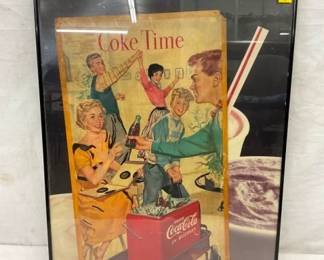 Coke Time
DRINK
Coca-Cola
IN BOTTLES